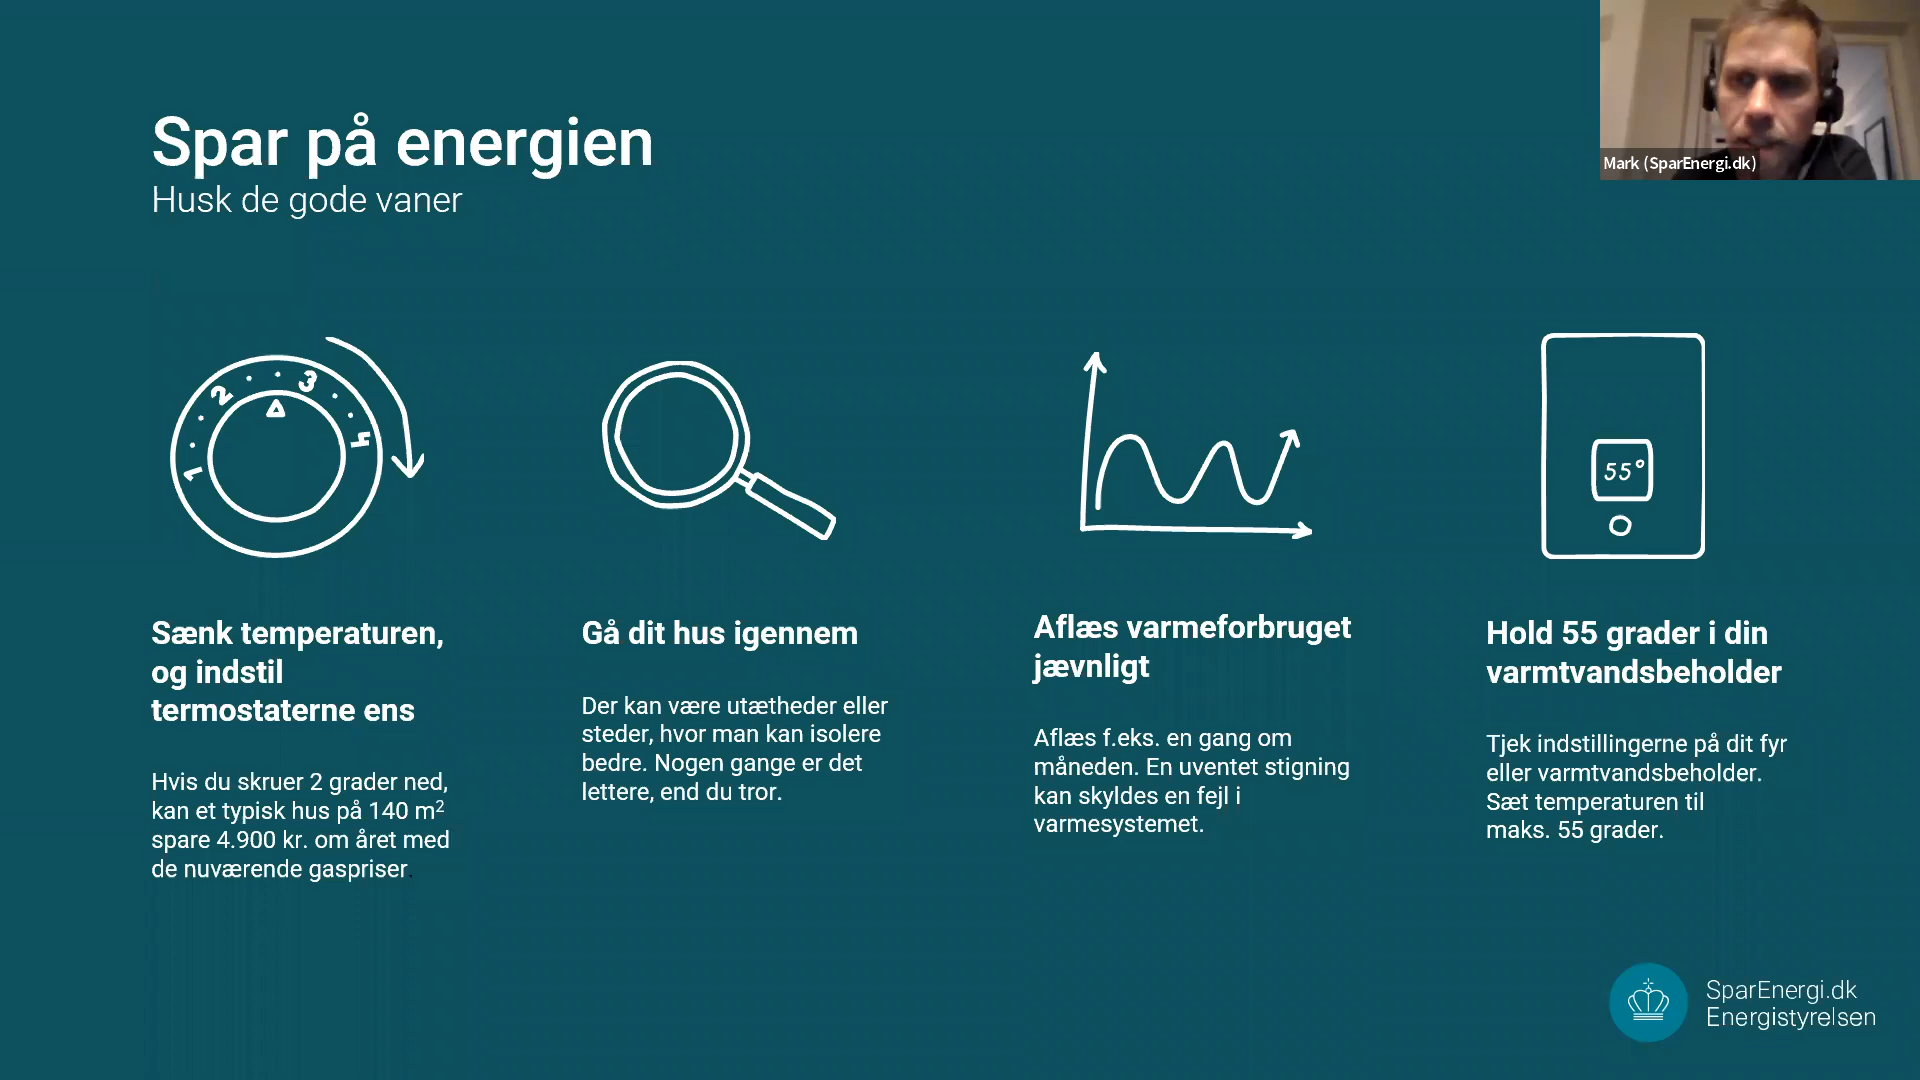 Spar på energien
Husk de gode vaner
Mark (SparEnergi.dk)
1 2 3 4
55°
Sænk temperaturen,
og indstil
termostaterne ens
Hvis du skruer 2 grader ned,
kan et typisk hus på 140 m²
spare 4.900 kr. om året med
de nuværende gaspriser.
Gå dit hus igennem
Der kan være utætheder eller
steder, hvor man kan isolere
bedre. Nogen gange er det
lettere, end du tror.
Aflæs varmeforbruget
jævnligt
Aflæs f.eks. en gang om
måneden. En uventet stigning
kan skyldes en fejl i
varmesystemet.
Hold 55 grader i din
varmtvandsbeholder
Tjek indstillingerne på dit fyr
eller varmtvandsbeholder.
Sæt temperaturen til
maks. 55 grader.
SparEnergi.dk
Energistyrelsen